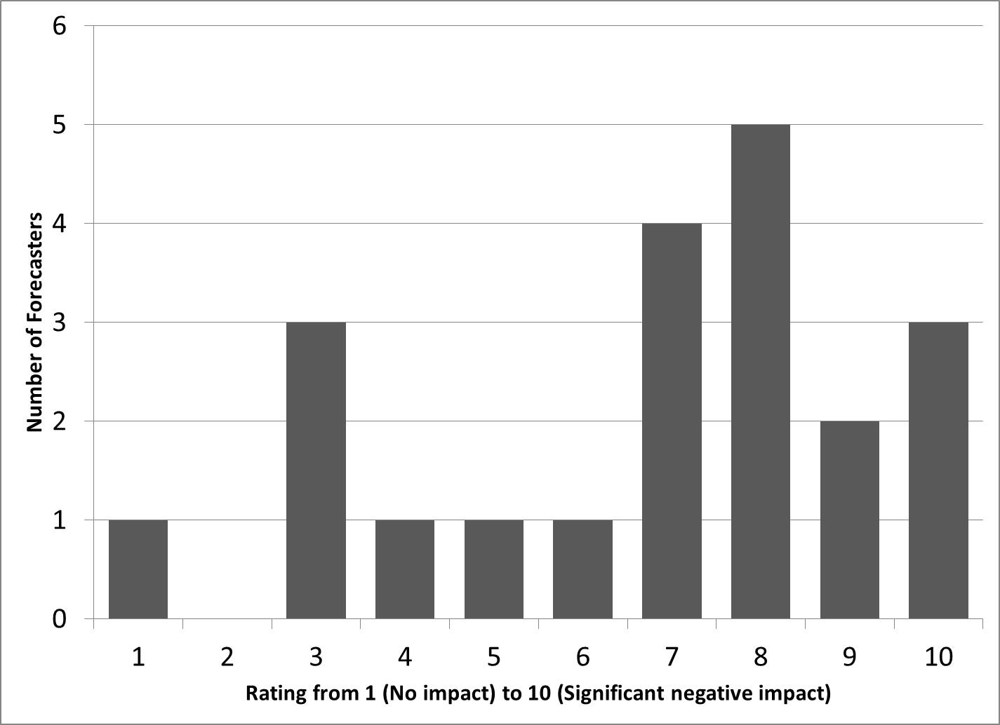 6
5
4
3
2
1
0
Number of Forecasters
1 2 3 4 5 6 7 8 9 10
Rating from 1 (No impact) to 10 (Significant negative impact)